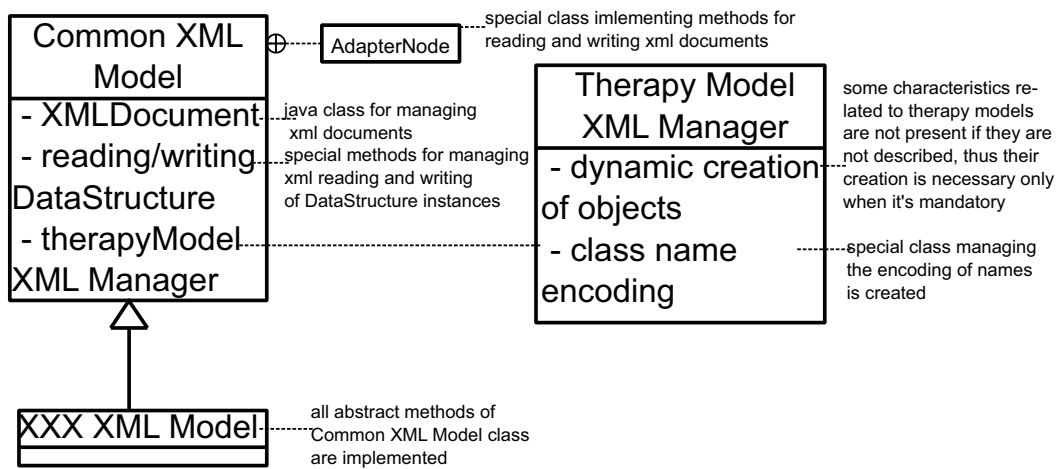 Common XML
Model
- XMLDocument
- reading/writing
DataStructure
- therapyModel
XML Manager
AdapterNode
special class imlementing methods for
reading and writing xml documents
java class for managing
xml documents
special methods for managing
xml reading and writing
of DataStructure instances
Therapy Model
XML Manager
- dynamic creation
of objects
- class name
encoding
some characteristics re-
lated to therapy models
are not present if they are
not described, thus their
creation is necessary only
when it's mandatory
special class managing
the encoding of names
is created
XXX XML Model
all abstract methods of
Common XML Model class
are implemented